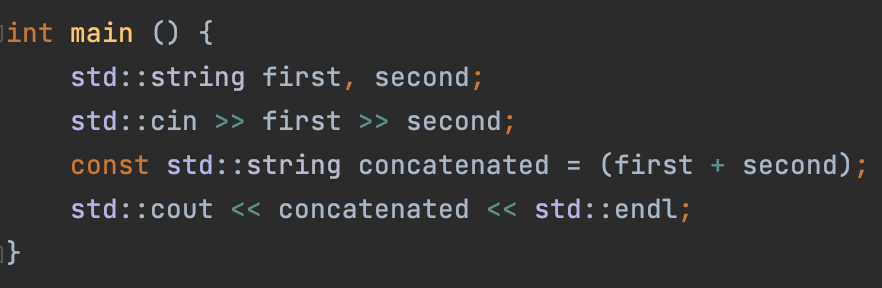 int main () {
    std::string first, second;
    std::cin >> first >> second;
    const std::string concatenated = (first + second);
    std::cout << concatenated << std::endl;
}